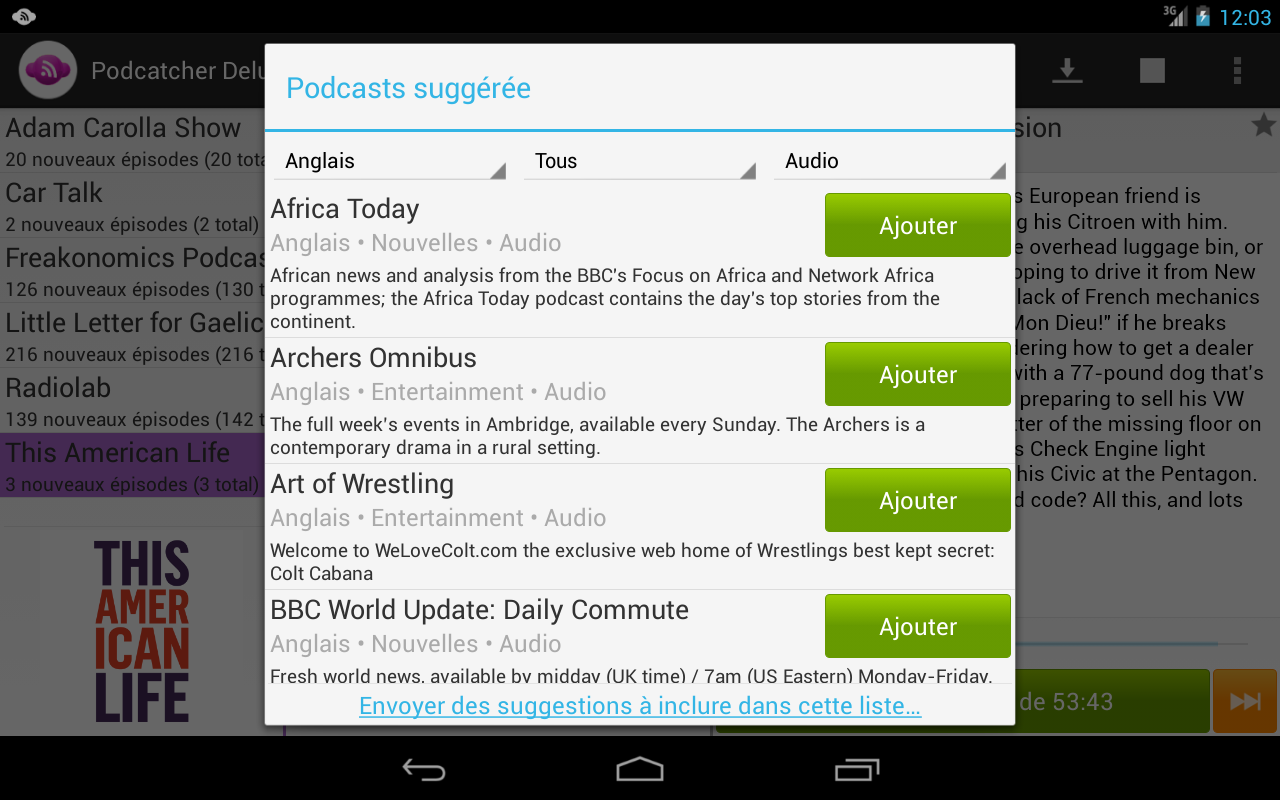 3G 12:03
Podcatcher Delu
Podcasts suggérée
Anglais Tous Audio
Africa Today
Ajouter
Anglais • Nouvelles • Audio
African news and analysis from the BBC's Focus on Africa and Network Africa
programmes; the Africa Today podcast contains the day's top stories from the
continent.
Archers Omnibus
Ajouter
Anglais • Entertainment • Audio
The full week's events in Ambridge, available every Sunday. The Archers is a
contemporary drama in a rural setting.
Art of Wrestling
Ajouter
Anglais • Entertainment • Audio
Welcome to WeLoveColt.com the exclusive web home of Wrestlings best kept secret:
Colt Cabana
BBC World Update: Daily Commute
Ajouter
Anglais • Nouvelles • Audio
Fresh world news, available by midday (UK time) / 7am (US Eastern) Monday-Friday.
Envoyer des suggestions à inclure dans cette liste…
Adam Carolla Show
20 nouveaux épisodes (20 tota
Car Talk
2 nouveaux épisodes (2 total)
Freakonomics Podcas
126 nouveaux épisodes (130 t
Little Letter for Gaelic
216 nouveaux épisodes (216 t
Radiolab
139 nouveaux épisodes (142 t
This American Life
3 nouveaux épisodes (3 total)
THIS
AMER
ICAN
LIFE
sion
s European friend is
g his Citroen with him.
e overhead luggage bin, or
oping to drive it from New
lack of French mechanics
Mon Dieu!" if he breaks
dering how to get a dealer
with a 77-pound dog that's
preparing to sell his VW
tter of the missing floor on
s Check Engine light
his Civic at the Pentagon.
d code? All this, and lots
de 53:43